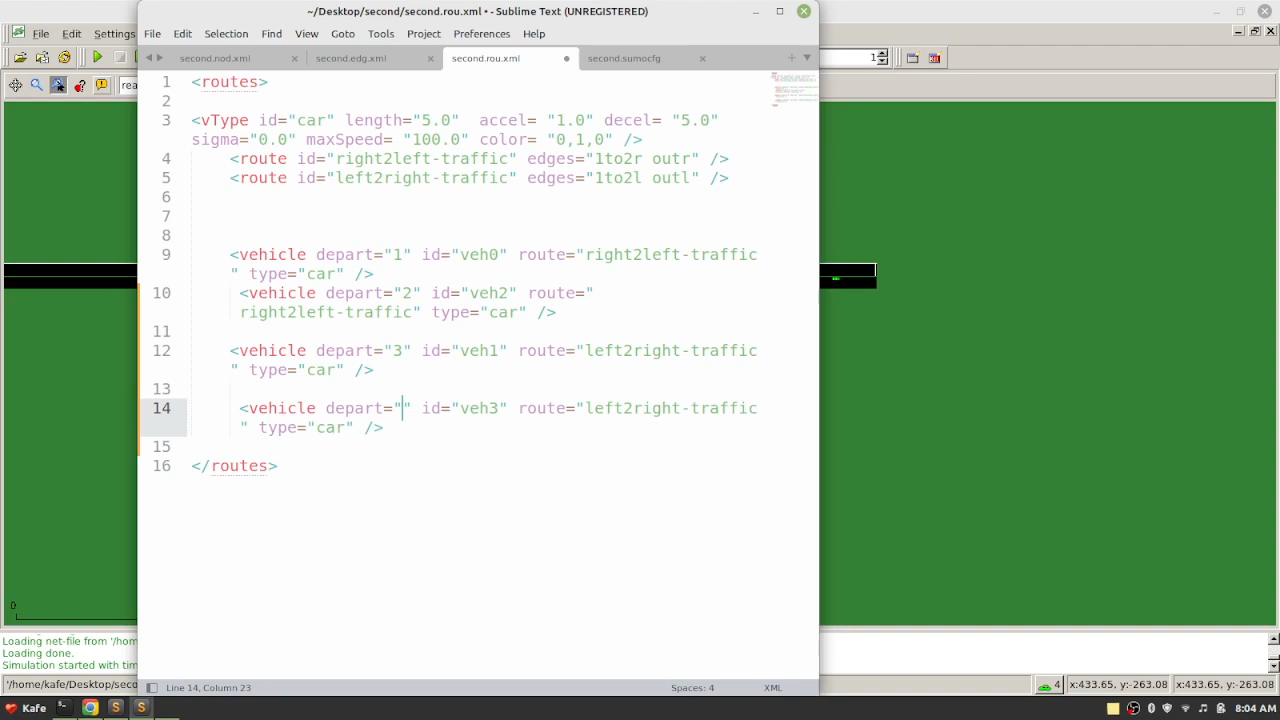 ~/Desktop/second/second.rou.xml • - Sublime Text (UNREGISTERED)
File Edit Selection Find View Goto Tools Project Preferences Help
File Edit Settings
second.nod.xml second.edg.xml second.rou.xml second.sumocfg
1
rea
1 <routes>
2
3 <vType id="car" length="5.0" accel= "1.0" decel= "5.0"
sigma="0.0" maxSpeed= "100.0" color= "0,1,0" />
4 <route id="right2left-traffic" edges="1to2r outr" />
5 <route id="left2right-traffic" edges="1to2l outl" />
6
7
8
9 <vehicle depart="1" id="veh0" route="right2left-traffic
" type="car" />
10 <vehicle depart="2" id="veh2" route="
right2left-traffic" type="car" />
11
12 <vehicle depart="3" id="veh1" route="left2right-traffic
" type="car" />
13
14 <vehicle depart="" id="veh3" route="left2right-traffic
" type="car" />
15
16 </routes>
0
Loading net-file from '/hom
Loading done.
Simulation started with tim
'/home/kafe/Desktop/seco
Line 14, Column 23 Spaces: 4 XML
4 x:433.65, y:-263.08 x:433.65, y:-263.08
Kafe 8:04 AM